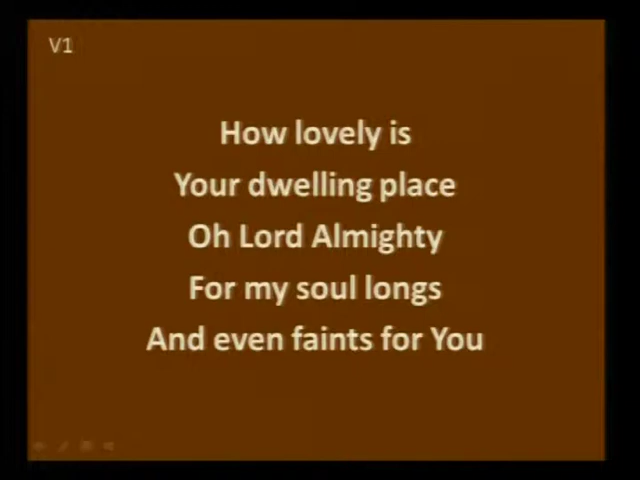 V1
How lovely is
Your dwelling place
Oh Lord Almighty
For my soul longs
And even faints for You